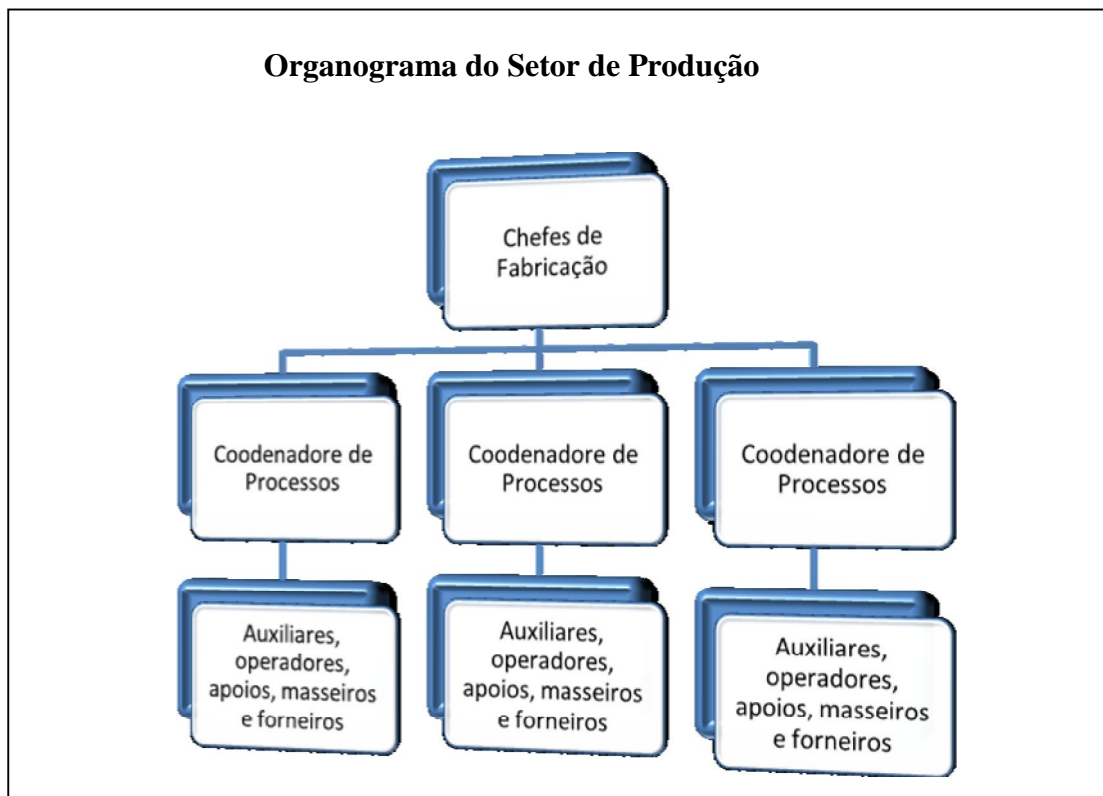 Organograma do Setor de Produção
Chefes de
Fabricação
Coodenadore de
Processos
Coodenadore de
Processos
Coodenadore de
Processos
Auxiliares,
operadores,
apoios, masseiros
e forneiros
Auxiliares,
operadores,
apoios, masseiros
e forneiros
Auxiliares,
operadores,
apoios, masseiros
e forneiros